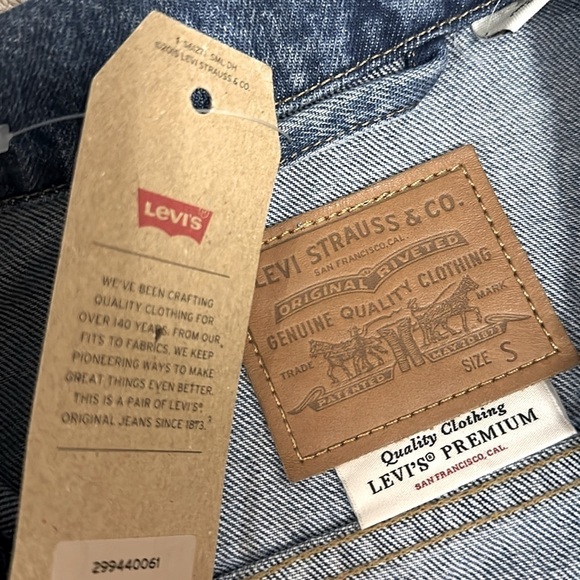 ©2015 LEVI STRAUSS & CO.
LEVI'S®
WE'VE BEEN CRAFTING
QUALITY CLOTHING FOR
OVER 140 YEARS. FROM OUR
FITS TO FABRICS, WE KEEP
PIONEERING WAYS TO MAKE
GREAT THINGS EVEN BETTER.
THIS IS A PAIR OF LEVI'S®
ORIGINAL JEANS SINCE 1873.
299440061
LEVI STRAUSS & CO.
SAN FRANCISCO, CAL.
ORIGINAL RIVETED
GENUINE QUALITY CLOTHING
TRADE MARK
PATENTED MAY 20 1873
SIZE S
Quality Clothing
LEVI'S® PREMIUM
SAN FRANCISCO, CAL.